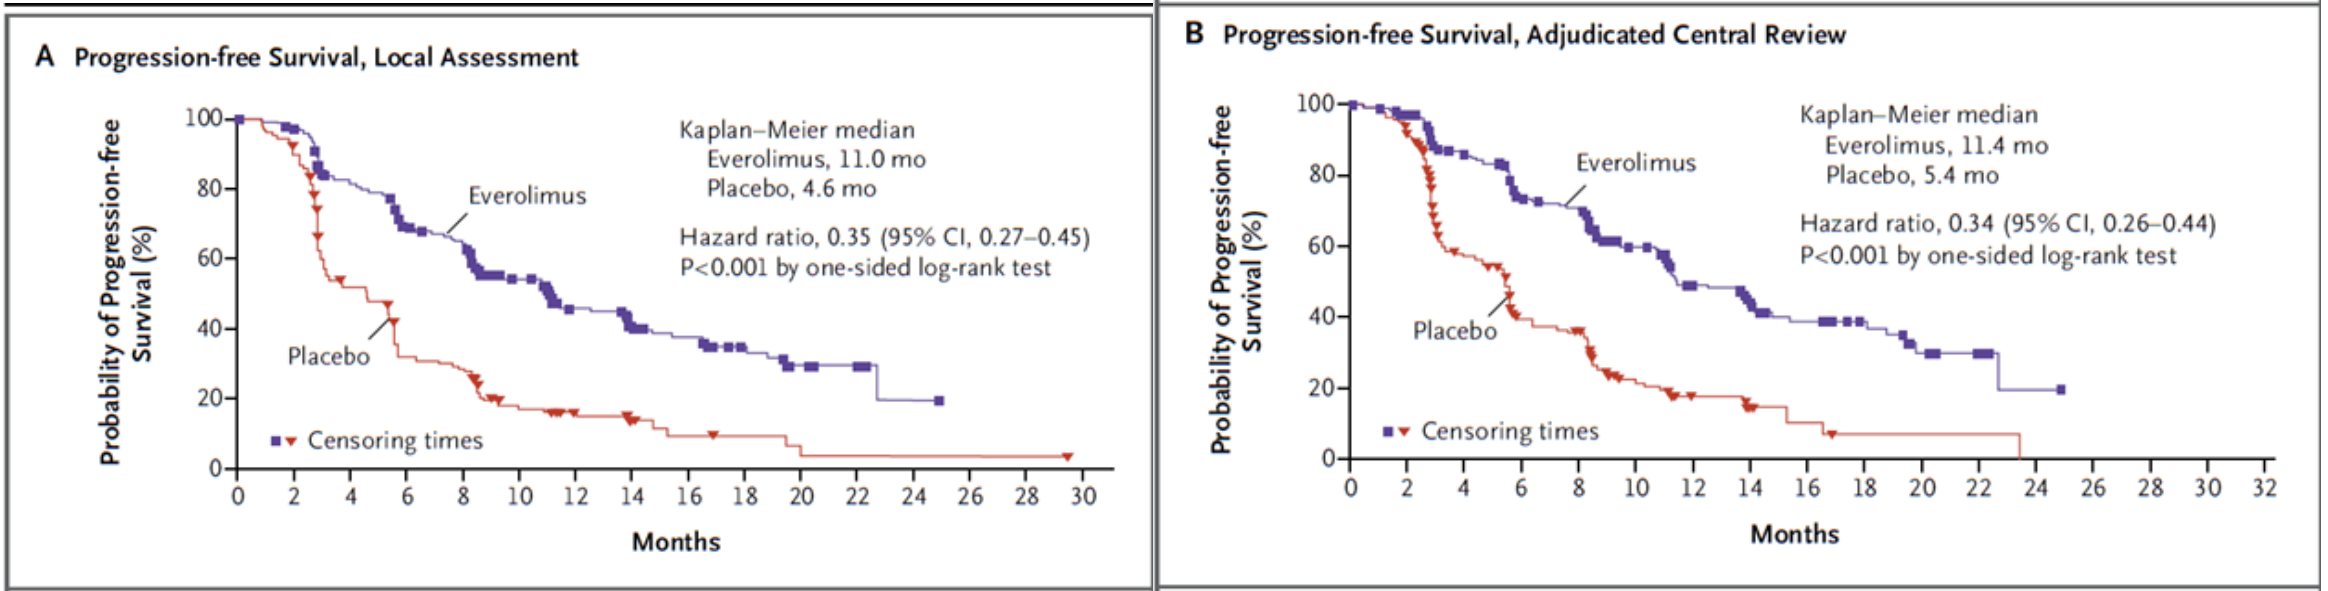 A Progression-free Survival, Local Assessment
Probability of Progression-free
Survival (%)
100
80
60
40
20
0
Kaplan–Meier median
Everolimus, 11.0 mo
Placebo, 4.6 mo
Hazard ratio, 0.35 (95% CI, 0.27–0.45)
P<0.001 by one-sided log-rank test
Everolimus
Placebo
Censoring times
0 2 4 6 8 10 12 14 16 18 20 22 24 26 28 30
Months
B Progression-free Survival, Adjudicated Central Review
Probability of Progression-free
Survival (%)
100
80
60
40
20
0
Kaplan–Meier median
Everolimus, 11.4 mo
Placebo, 5.4 mo
Hazard ratio, 0.34 (95% CI, 0.26–0.44)
P<0.001 by one-sided log-rank test
Everolimus
Placebo
Censoring times
0 2 4 6 8 10 12 14 16 18 20 22 24 26 28 30 32
Months